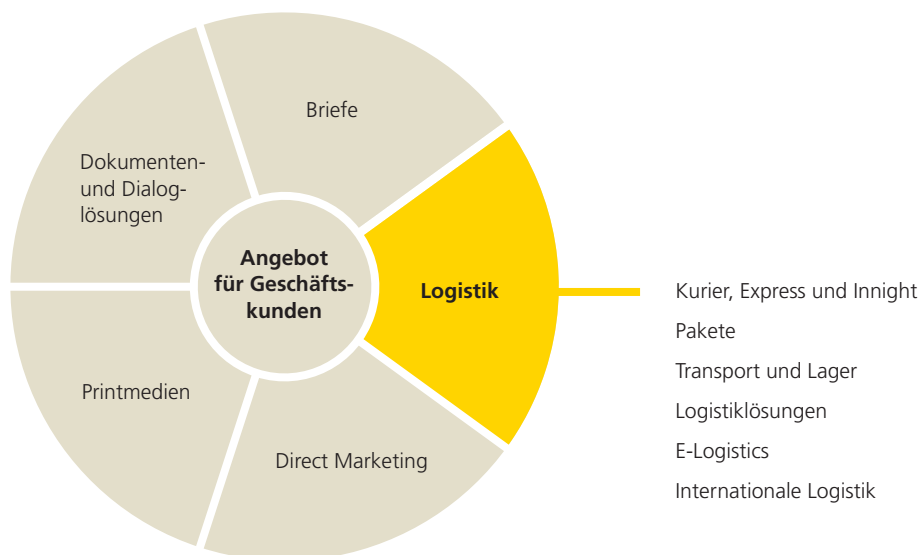 Briefe
Dokumenten-
und Dialog-
lösungen
Angebot
für Geschäfts-
kunden
Logistik
Printmedien
Direct Marketing
Kurier, Express und Innight
Pakete
Transport und Lager
Logistiklösungen
E-Logistics
Internationale Logistik